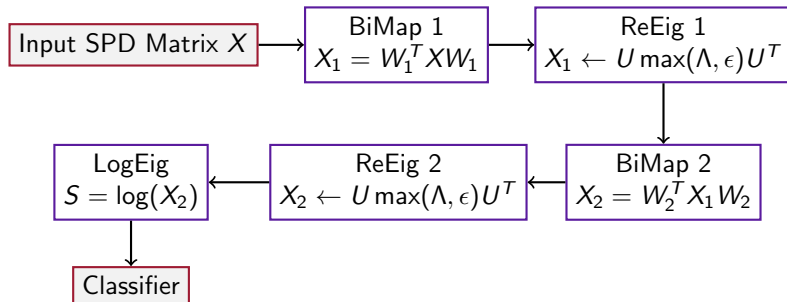 Input SPD Matrix X
BiMap 1
X₁ = W₁ᵀXW₁
ReEig 1
X₁ ← U max(Λ, ϵ)Uᵀ
BiMap 2
X₂ = W₂ᵀX₁W₂
ReEig 2
X₂ ← U max(Λ, ϵ)Uᵀ
LogEig
S = log(X₂)
Classifier